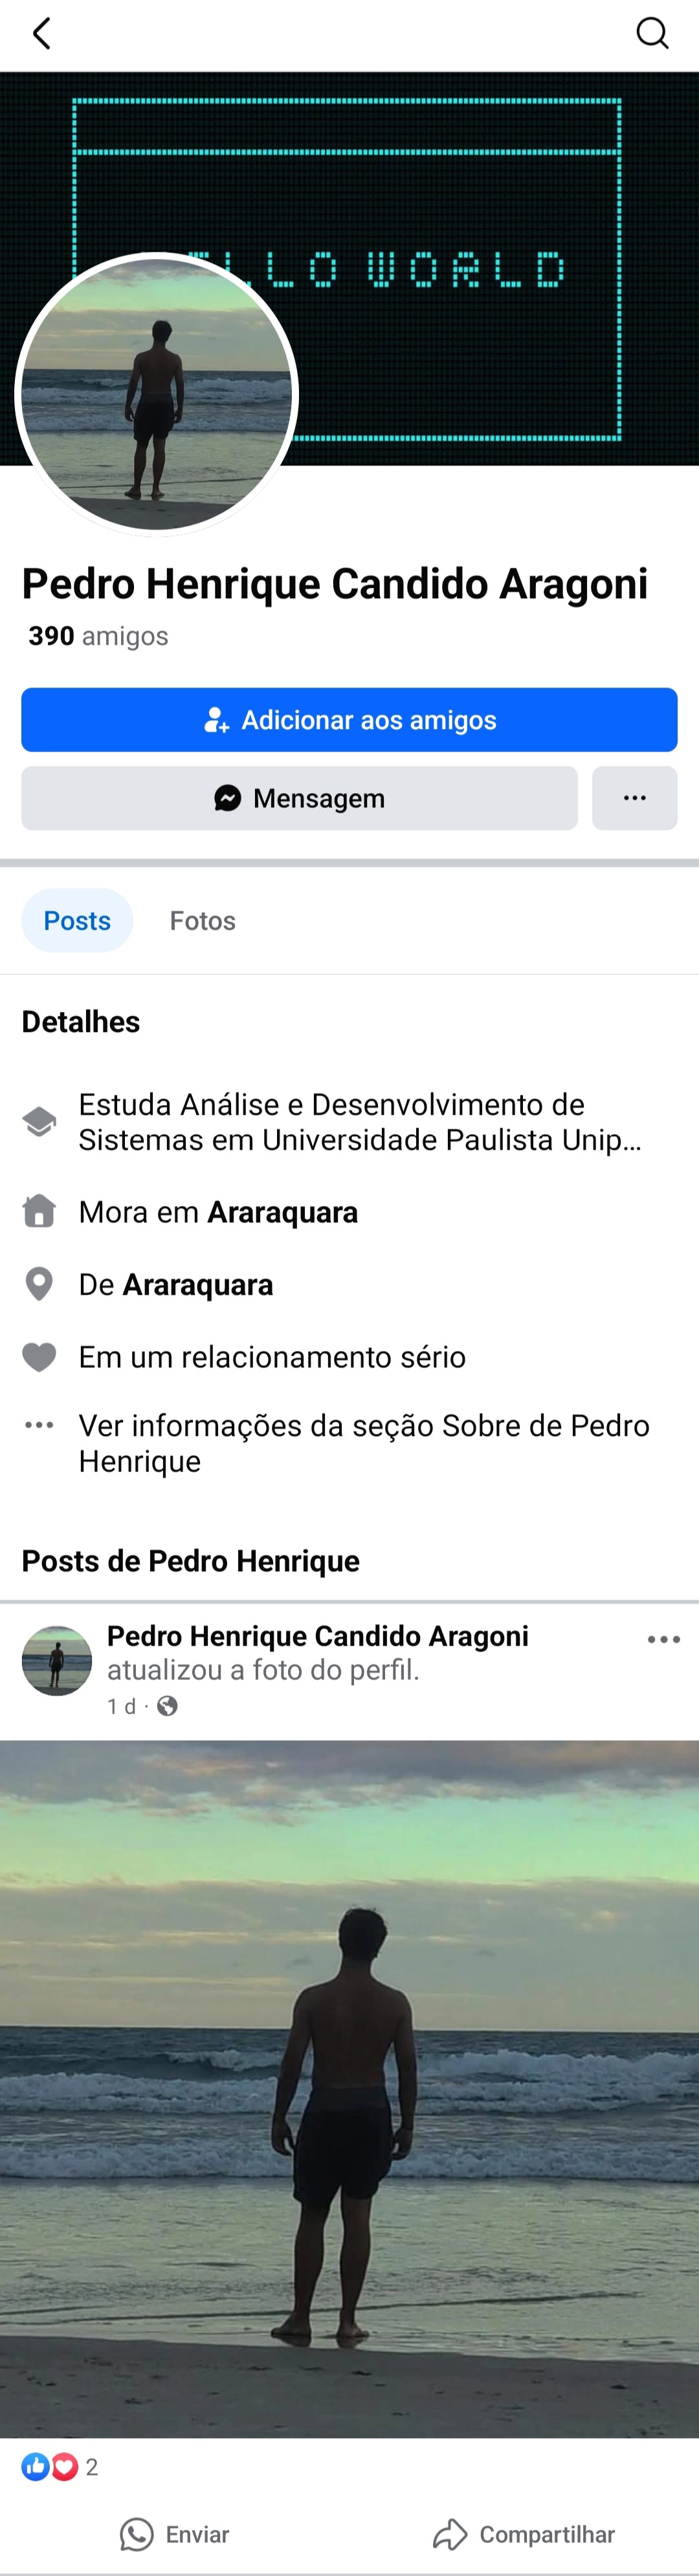 LLO WORLD
Pedro Henrique Candido Aragoni
390 amigos
Adicionar aos amigos
Mensagem
Posts
Fotos
Detalhes
Estuda Análise e Desenvolvimento de
Sistemas em Universidade Paulista Unip...
Mora em Araraquara
De Araraquara
Em um relacionamento sério
Ver informações da seção Sobre de Pedro
Henrique
Posts de Pedro Henrique
Pedro Henrique Candido Aragoni
atualizou a foto do perfil.
1 d ·
2
Enviar
Compartilhar